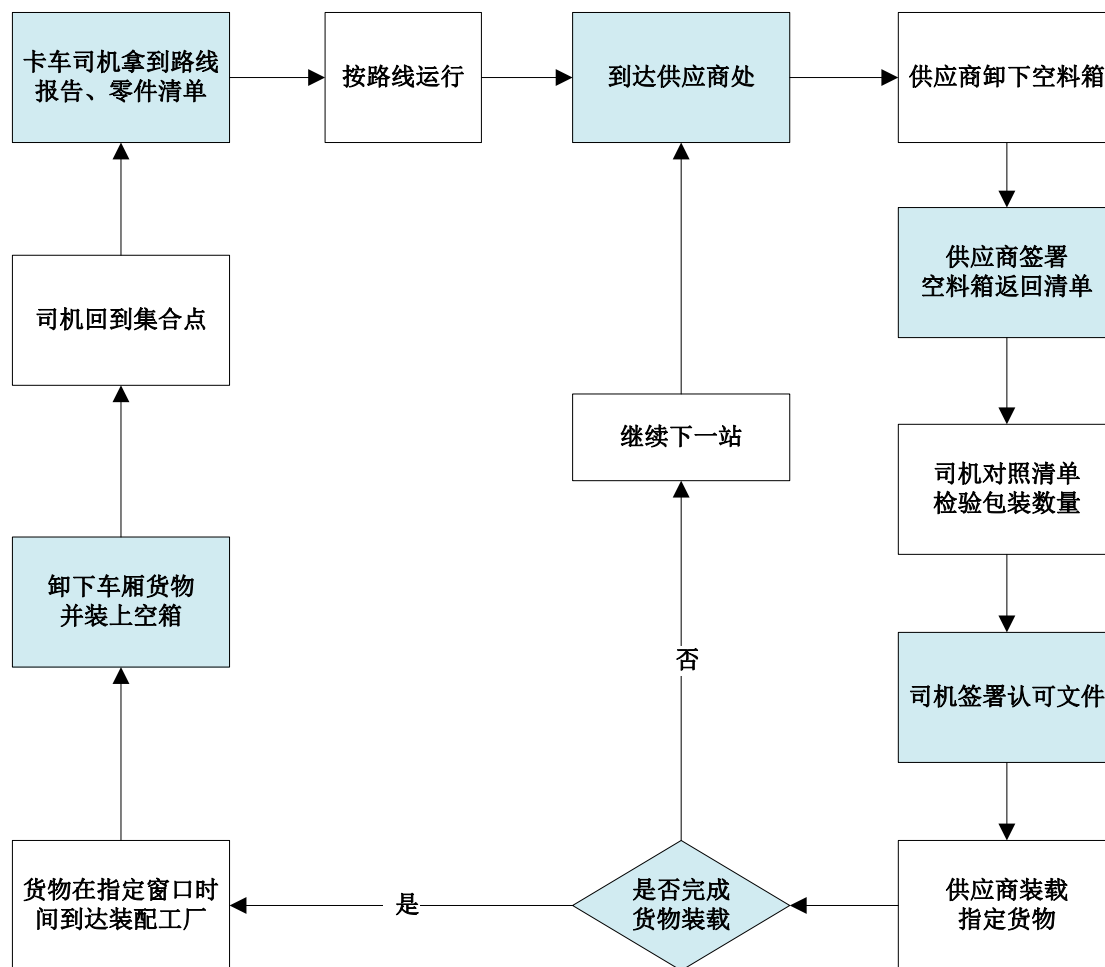 卡车司机拿到路线
报告、零件清单
按路线运行
到达供应商处
供应商卸下空料箱
供应商签署
空料箱返回清单
司机回到集合点
继续下一站
司机对照清单
检验包装数量
卸下车厢货物
并装上空箱
否
司机签署认可文件
货物在指定窗口时
间到达装配工厂
是
是否完成
货物装载
供应商装载
指定货物